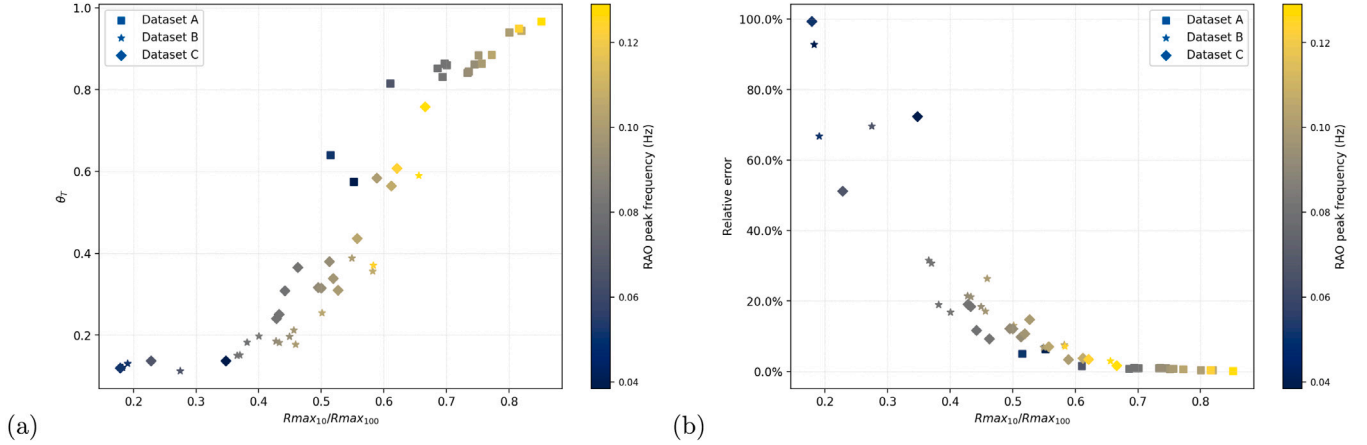 1.0
0.8
0.6
0.4
0.2
θ_T
Dataset A
Dataset B
Dataset C
0.2 0.3 0.4 0.5 0.6 0.7 0.8
Rmax₁₀/Rmax₁₀₀
0.12
0.10
0.08
0.06
0.04
RAO peak frequency (Hz)
(a)
100.0%
80.0%
60.0%
40.0%
20.0%
0.0%
Relative error
Dataset A
Dataset B
Dataset C
0.2 0.3 0.4 0.5 0.6 0.7 0.8
Rmax₁₀/Rmax₁₀₀
0.12
0.10
0.08
0.06
0.04
RAO peak frequency (Hz)
(b)